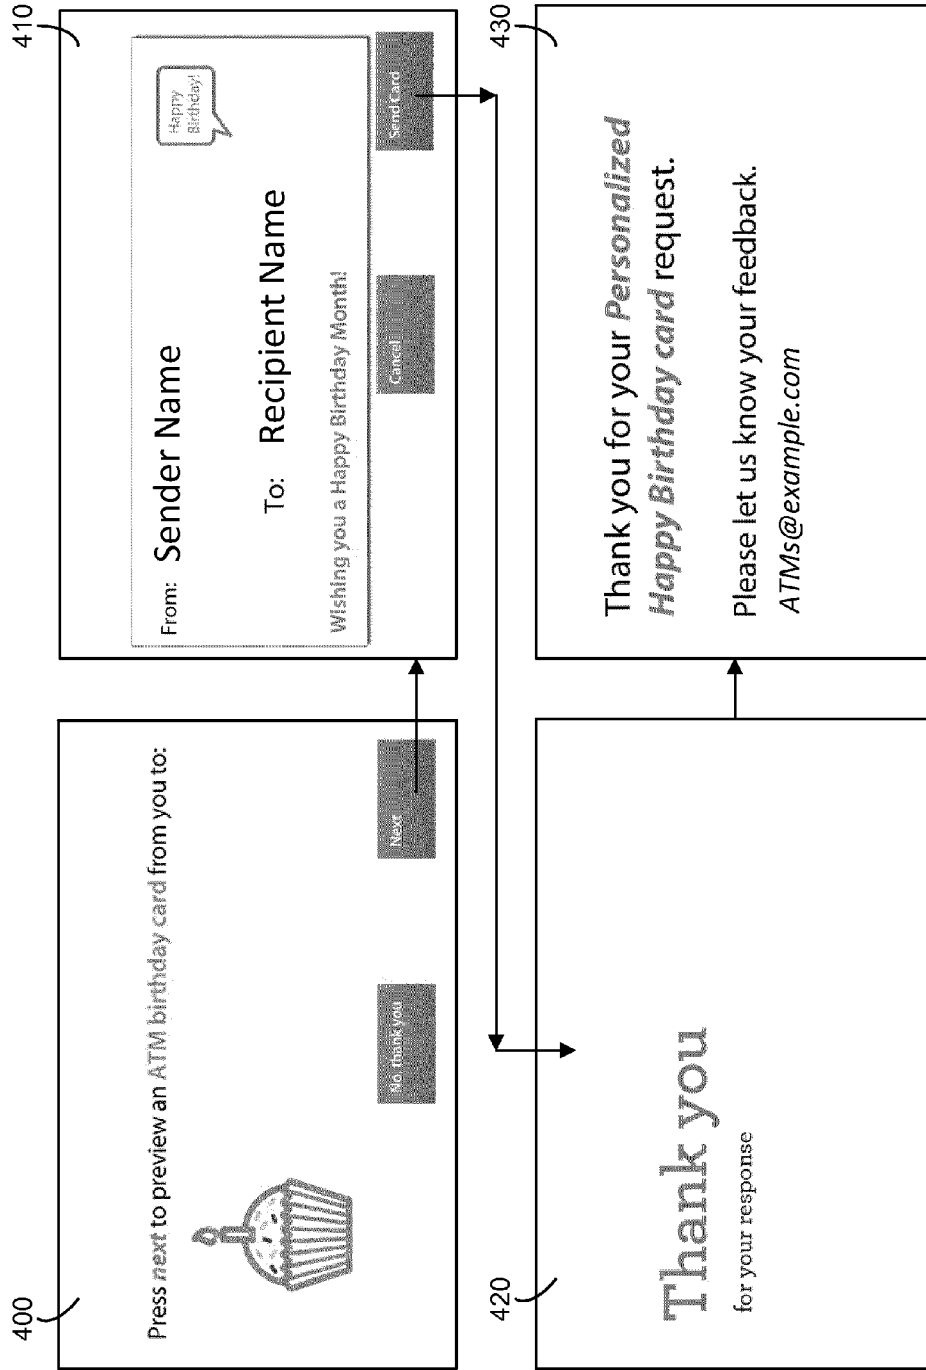 400
Press next to preview an ATM birthday card from you to:
No, thank you
Next
410
From: Sender Name
Happy
Birthday!
To: Recipient Name
Wishing you a Happy Birthday Month!
Cancel
Send Card
420
Thank you
for your response
430
Thank you for your Personalized
Happy Birthday card request.
Please let us know your feedback.
ATMs@example.com